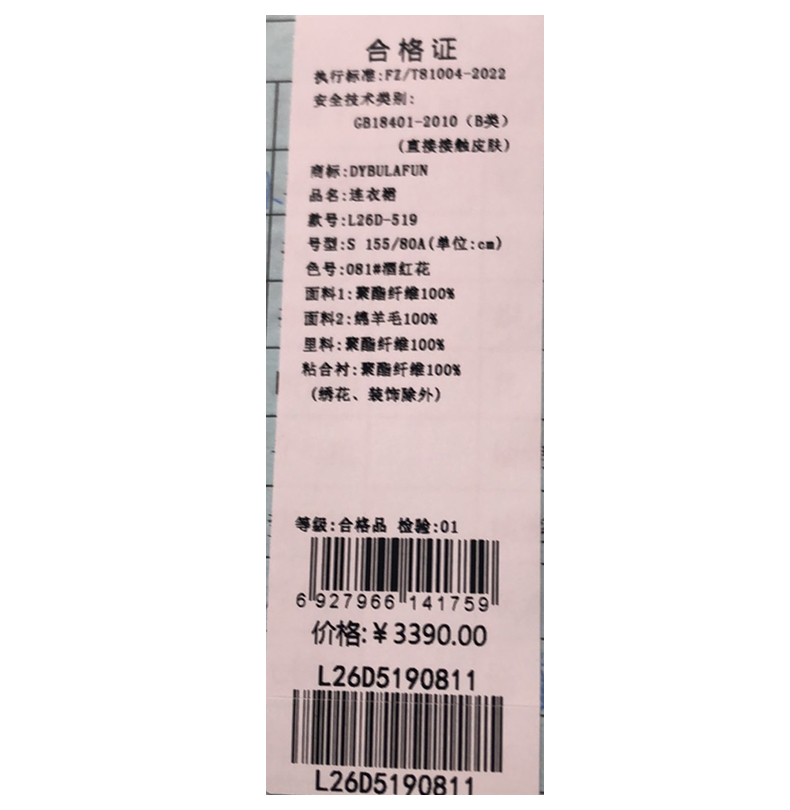 合格证
执行标准:FZ/T81004-2022
安全技术类别:
GB18401-2010(B类)
(直接接触皮肤)
商标:DYBULAFUN
品名:连衣裙
款号:L26D-519
号型:S 155/80A(单位:cm)
色号:081#酒红花
面料1:聚酯纤维100%
面料2:绵羊毛100%
里料:聚酯纤维100%
粘合衬:聚酯纤维100%
(绣花、装饰除外)
等级:合格品 检验:01
6 927966 141759
价格:¥3390.00
L26D5190811
L26D5190811